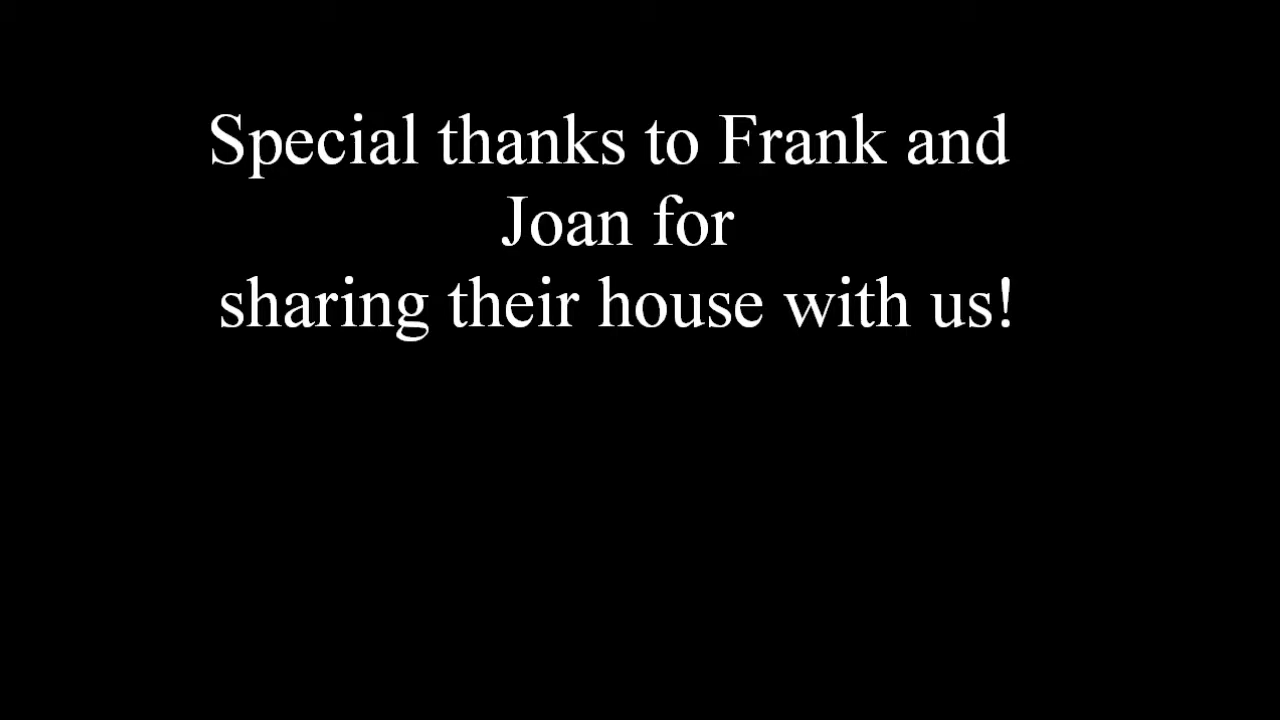 Special thanks to Frank and
Joan for
sharing their house with us!